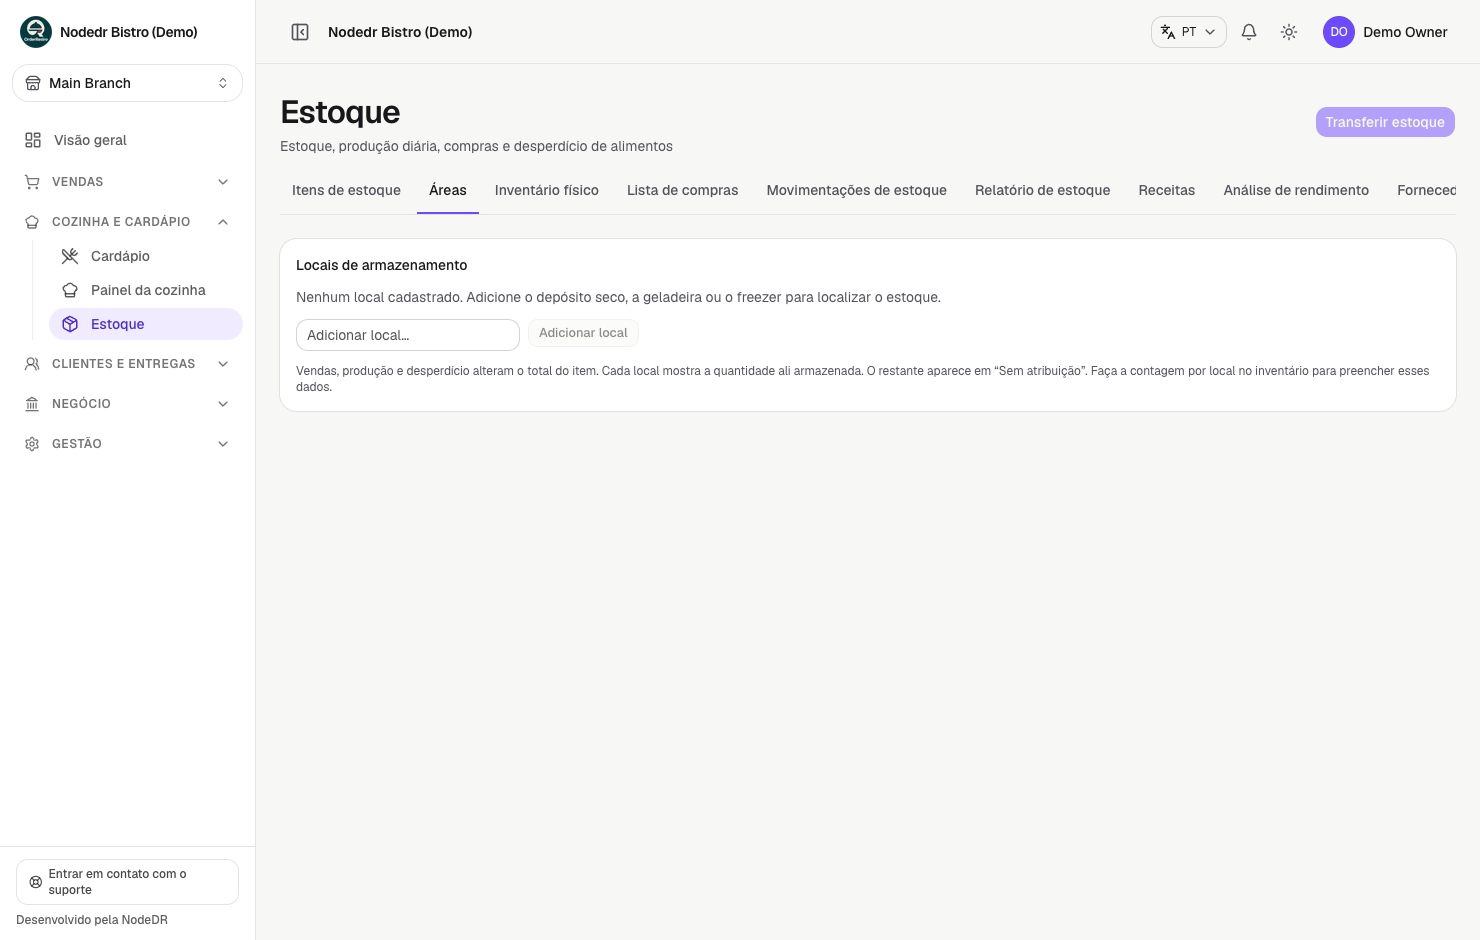 Nodedr Bistro (Demo)
Main Branch
Visão geral
VENDAS
COZINHA E CARDÁPIO
Cardápio
Painel da cozinha
Estoque
CLIENTES E ENTREGAS
NEGÓCIO
GESTÃO
Entrar em contato com o
suporte
Desenvolvido pela NodeDR
Nodedr Bistro (Demo)
PT
DO
Demo Owner
Estoque
Estoque, produção diária, compras e desperdício de alimentos
Transferir estoque
Itens de estoque
Áreas
Inventário físico
Lista de compras
Movimentações de estoque
Relatório de estoque
Receitas
Análise de rendimento
Forneced
Locais de armazenamento
Nenhum local cadastrado. Adicione o depósito seco, a geladeira ou o freezer para localizar o estoque.
Adicionar local...
Adicionar local
Vendas, produção e desperdício alteram o total do item. Cada local mostra a quantidade ali armazenada. O restante aparece em “Sem atribuição”. Faça a contagem por local no inventário para preencher esses
dados.